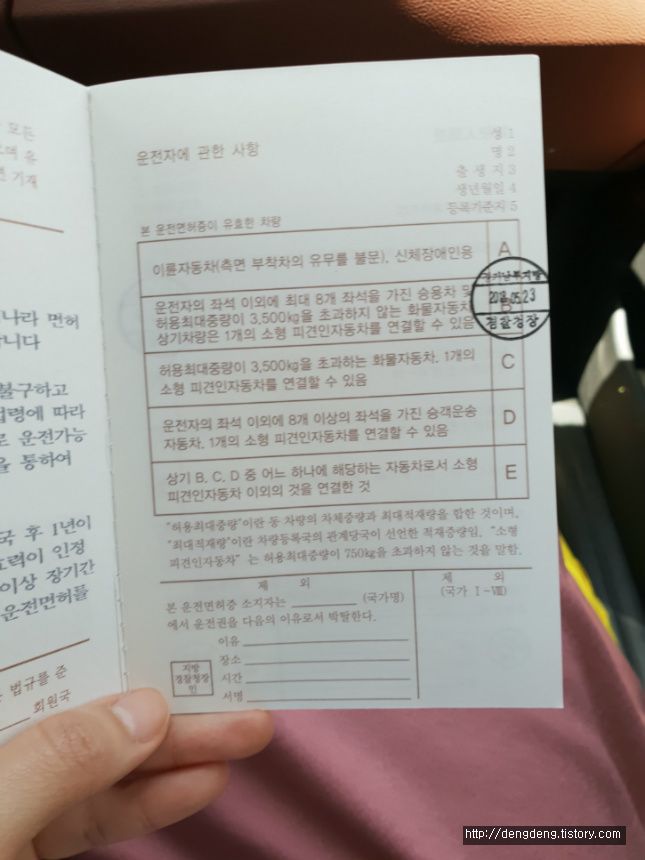 모든
면 기재
나라 면허
합니다
불구하고
법령에 따라
로 운전가능
을 통하여
국 후 1년이
효력이 인정
이상 장기간
운전면허를
법규를 준
회원국
운전자에 관한 사항
성 1
명 2
출 생 지 3
생년월일 4
등록기준지 5
본 운전면허증이 유효한 차량
이륜자동차(측면 부착차의 유무를 불문), 신체장애인용
A
운전자의 좌석 이외에 최대 8개 좌석을 가진 승용차 및
허용최대중량이 3,500kg을 초과하지 않는 화물자동차
상기차량은 1개의 소형 피견인자동차를 연결할 수 있음
B
경기남부지방
05.23
경찰청장
허용최대중량이 3,500kg을 초과하는 화물자동차. 1개의
소형 피견인자동차를 연결할 수 있음
C
운전자의 좌석 이외에 8개 이상의 좌석을 가진 승객운송
자동차. 1개의 소형 피견인자동차를 연결할 수 있음
D
상기 B, C, D 중 어느 하나에 해당하는 자동차로서 소형
피견인자동차 이외의 것을 연결한 것
E
"허용최대중량"이란 동 차량의 차체중량과 최대적재량을 합한 것이며,
"최대적재량"이란 차량등록국의 관계당국이 선언한 적재중량임. "소형
피견인자동차" 는 허용최대중량이 750kg을 초과하지 않는 것을 말함.
제 외
본 운전면허증 소지자는 (국가명)
에서 운전권을 다음의 이유로서 박탈한다.
이유
장소
시간
서명
지방
경찰청장
인
제 외
(국가 Ⅰ-Ⅷ)
http://dengdeng.tistory.com